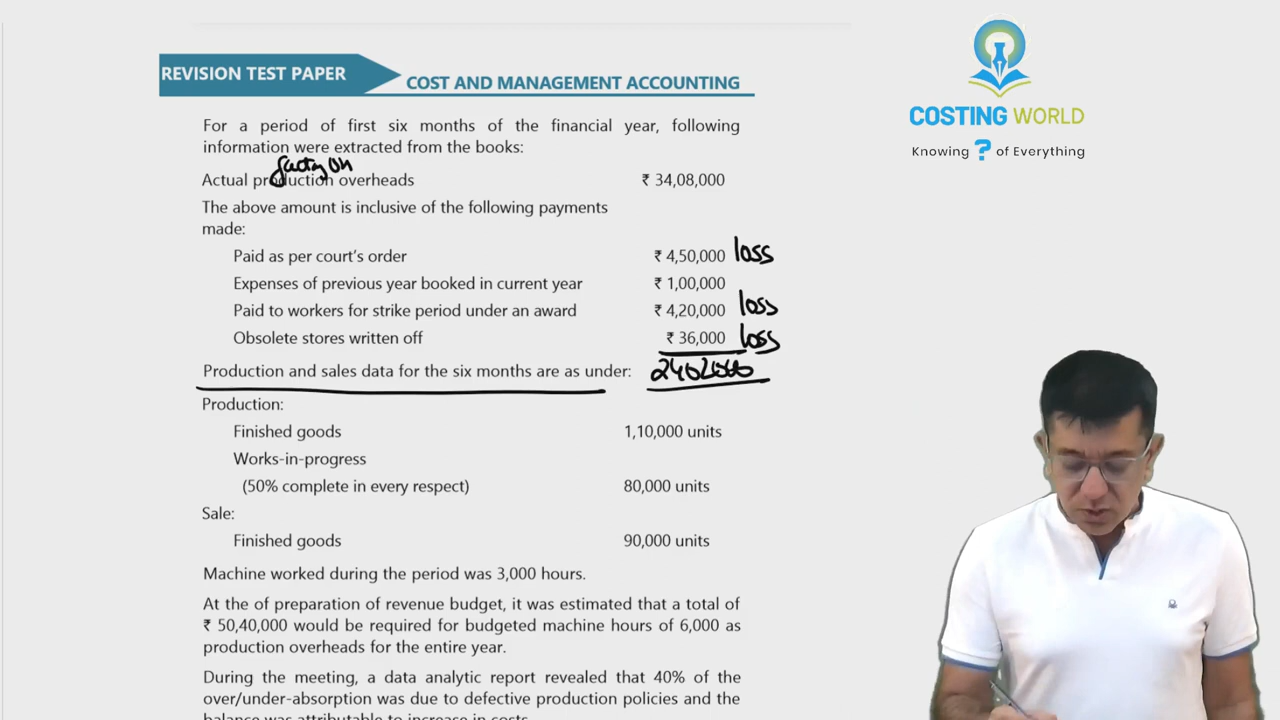 REVISION TEST PAPER
COST AND MANAGEMENT ACCOUNTING
COSTING WORLD
Knowing ? of Everything
For a period of first six months of the financial year, following
information were extracted from the books:
factory OH
Actual production overheads ₹ 34,08,000
The above amount is inclusive of the following payments
made:
Paid as per court's order ₹ 4,50,000 loss
Expenses of previous year booked in current year ₹ 1,00,000
Paid to workers for strike period under an award ₹ 4,20,000 loss
Obsolete stores written off ₹ 36,000 loss
Production and sales data for the six months are as under: 2402000
Production:
Finished goods 1,10,000 units
Works-in-progress
(50% complete in every respect) 80,000 units
Sale:
Finished goods 90,000 units
Machine worked during the period was 3,000 hours.
At the of preparation of revenue budget, it was estimated that a total of
₹ 50,40,000 would be required for budgeted machine hours of 6,000 as
production overheads for the entire year.
During the meeting, a data analytic report revealed that 40% of the
over/under-absorption was due to defective production policies and the
balance was attributable to increase in costs.